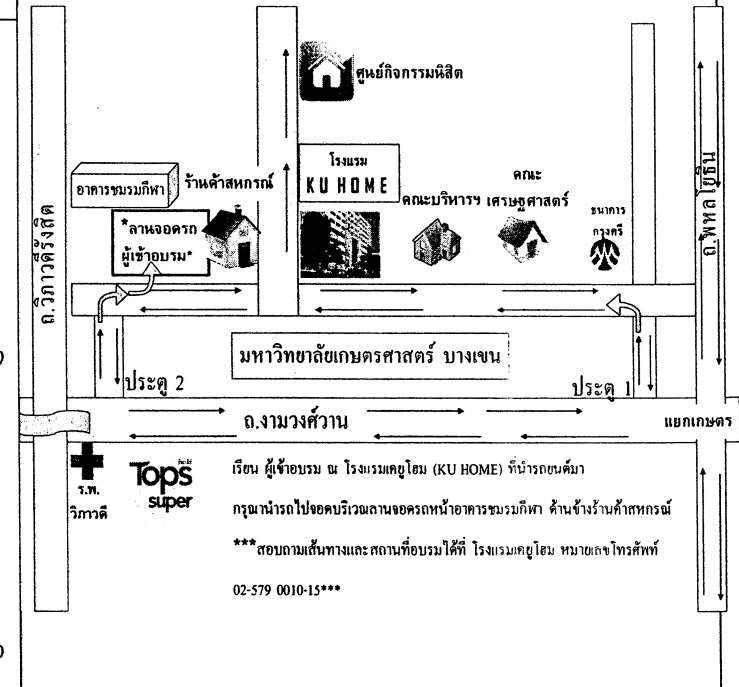 ศูนย์กิจกรรมนิสิต
โรงแรม
KU HOME
คณะ
อาคารชมรมกีฬา
ร้านค้าสหกรณ์
คณะบริหารฯ
เศรษฐศาสตร์
ธนาคาร
กรุงศรี
*ลานจอดรถ
ผู้เข้าอบรม*
ถ.วิภาวดีรังสิต
ถ.พหลโยธิน
มหาวิทยาลัยเกษตรศาสตร์ บางเขน
ประตู 2
ประตู 1
ถ.งามวงศ์วาน
แยกเกษตร
ร.พ.
วิภาวดี
Tops
super
เรียน ผู้เข้าอบรม ณ โรงแรมเคยูโฮม (KU HOME) ที่นำรถยนต์มา
กรุณานำรถไปจอดบริเวณลานจอดรถหน้าอาคารชมรมกีฬา ด้านข้างร้านค้าสหกรณ์
***สอบถามเส้นทางและสถานที่อบรมได้ที่ โรงแรมเคยูโฮม หมายเลขโทรศัพท์
02-579 0010-15***